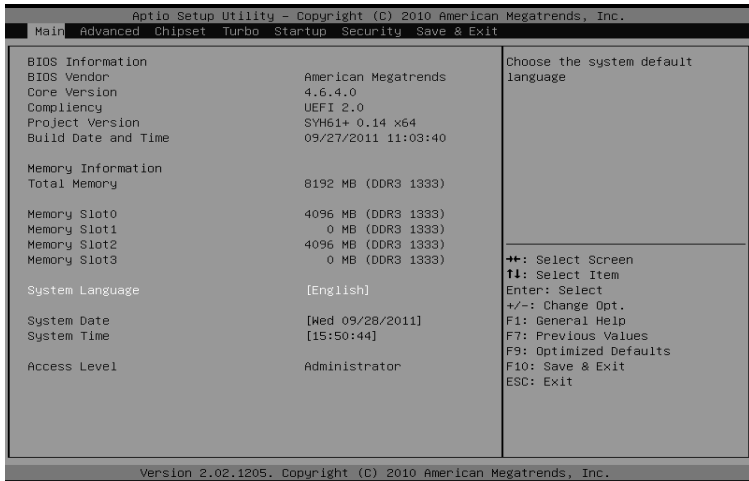 Aptio Setup Utility – Copyright (C) 2010 American Megatrends, Inc.
Main Advanced Chipset Turbo Startup Security Save & Exit
BIOS Information
BIOS Vendor American Megatrends
Core Version 4.6.4.0
Compliency UEFI 2.0
Project Version SYH61+ 0.14 x64
Build Date and Time 09/27/2011 11:03:40
Memory Information
Total Memory 8192 MB (DDR3 1333)
Memory Slot0 4096 MB (DDR3 1333)
Memory Slot1 0 MB (DDR3 1333)
Memory Slot2 4096 MB (DDR3 1333)
Memory Slot3 0 MB (DDR3 1333)
System Language [English]
System Date [Wed 09/28/2011]
System Time [15:50:44]
Access Level Administrator
Choose the system default
language
→←: Select Screen
↑↓: Select Item
Enter: Select
+/-: Change Opt.
F1: General Help
F7: Previous Values
F9: Optimized Defaults
F10: Save & Exit
ESC: Exit
Version 2.02.1205. Copyright (C) 2010 American Megatrends, Inc.